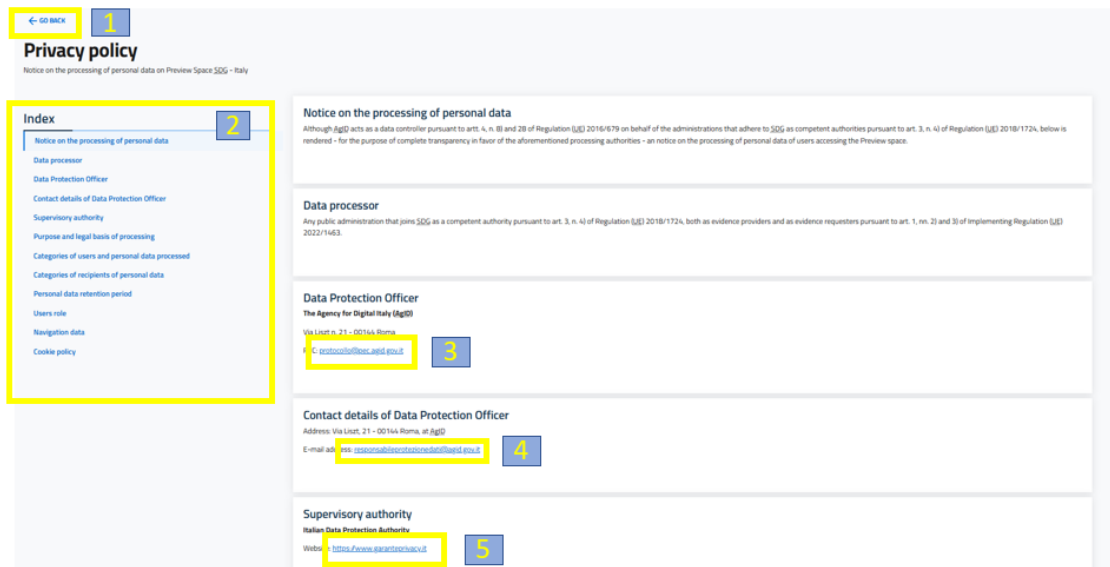 ← GO BACK
1
Privacy policy
Notice on the processing of personal data on Preview Space SDG - Italy
Index
2
Notice on the processing of personal data
Data processor
Data Protection Officer
Contact details of Data Protection Officer
Supervisory authority
Purpose and legal basis of processing
Categories of users and personal data processed
Categories of recipients of personal data
Personal data retention period
Users role
Navigation data
Cookie policy
Notice on the processing of personal data
Although AgID acts as a data controller pursuant to artt. 4, n. 8) and 28 of Regulation (UE) 2016/679 on behalf of the administrations that adhere to SDG as competent authorities pursuant to art. 3, n. 4) of Regulation (UE) 2018/1724, below is
rendered - for the purpose of complete transparency in favor of the aforementioned processing authorities - an notice on the processing of personal data of users accessing the Preview space.
Data processor
Any public administration that joins SDG as a competent authority pursuant to art. 3, n. 4) of Regulation (UE) 2018/1724, both as evidence providers and as evidence requesters pursuant to art. 1, nn. 2) and 3) of Implementing Regulation (UE)
2022/1463.
Data Protection Officer
The Agency for Digital Italy (AgID)
Via Liszt n. 21 - 00144 Roma
protocollo@pec.agid.gov.it
3
Contact details of Data Protection Officer
Address: Via Liszt, 21 - 00144 Roma, at AgID
E-mail address: responsabileprotezionedati@agid.gov.it
4
Supervisory authority
Italian Data Protection Authority
Website: https://www.garanteprivacy.it
5